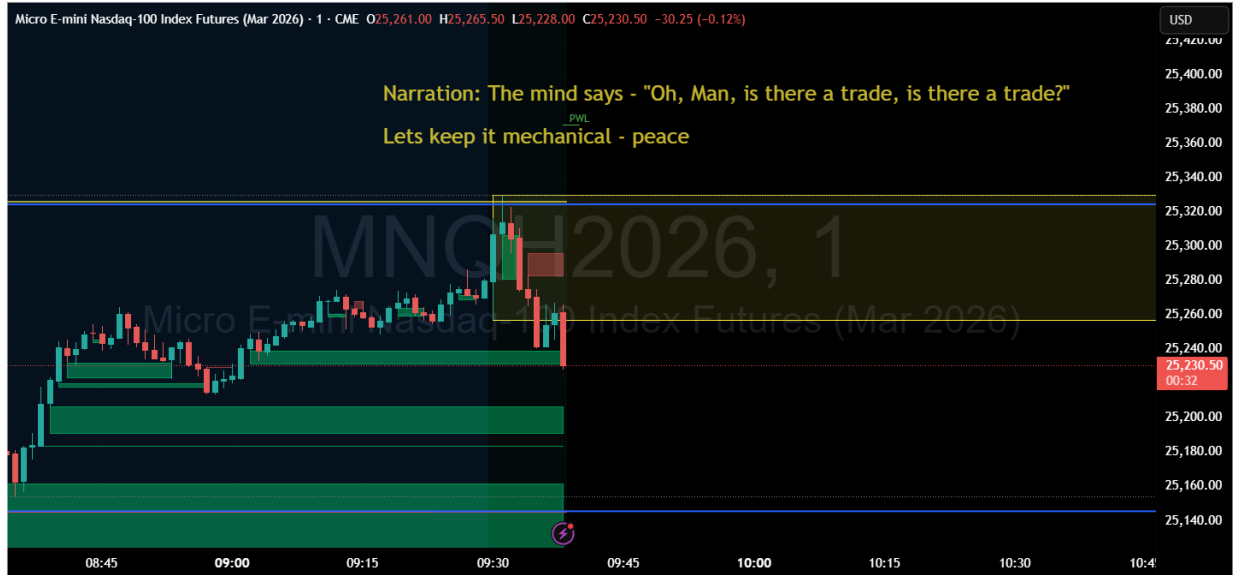 Micro E-mini Nasdaq-100 Index Futures (Mar 2026) · 1 · CME O25,261.00 H25,265.50 L25,228.00 C25,230.50 −30.25 (−0.12%)
USD
25,420.00
25,400.00
Narration: The mind says - "Oh, Man, is there a trade, is there a trade?"
25,380.00
PWL
Lets keep it mechanical - peace
25,360.00
25,340.00
25,320.00
MNQH2026, 1
25,300.00
25,280.00
Micro E-mini Nasdaq-100 Index Futures (Mar 2026)
25,260.00
25,240.00
25,230.50
00:32
25,200.00
25,180.00
25,160.00
25,140.00
08:45 09:00 09:15 09:30 09:45 10:00 10:15 10:30 10:4